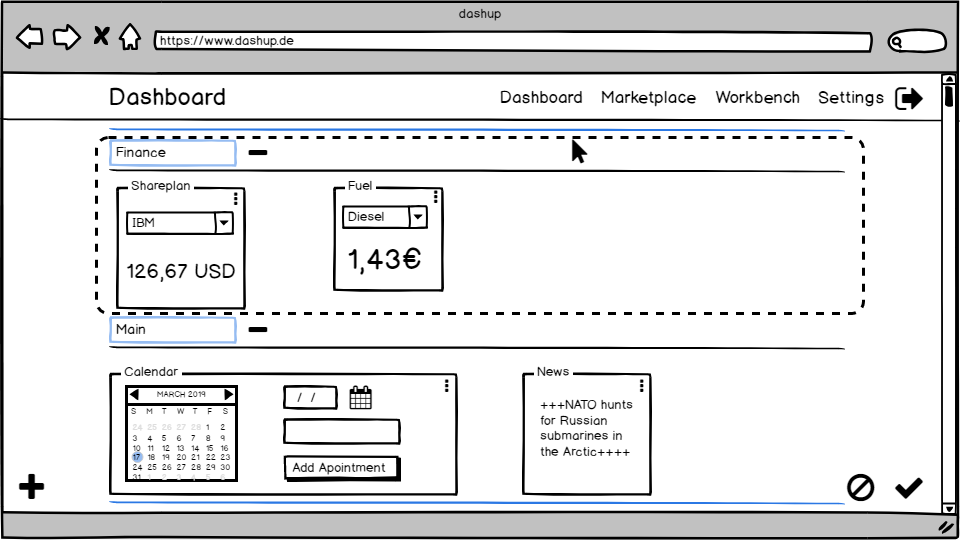 dashup
https://www.dashup.de
Dashboard
Dashboard Marketplace Workbench Settings
Finance
Shareplan
IBM
126,67 USD
Fuel
Diesel
1,43€
Main
Calendar
MARCH 2019
S M T W T F S
24 25 26 27 28 1 2
3 4 5 6 7 8 9
10 11 12 13 14 15 16
17 18 19 20 21 22 23
24 25 26 27 28 29 30
31
/ /
Add Apointment
News
+++NATO hunts
for Russian
submarines in
the Arctic++++